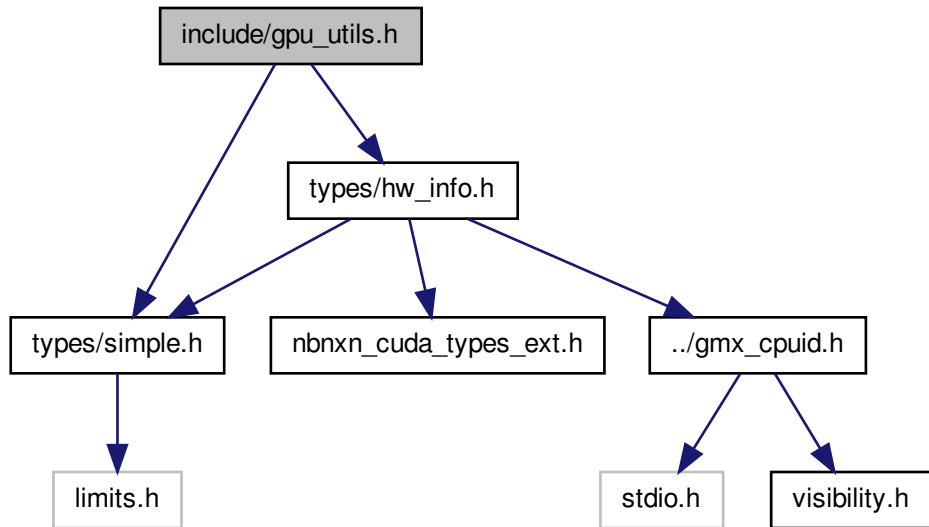 include/gpu_utils.h
types/hw_info.h
types/simple.h
nbnxn_cuda_types_ext.h
../gmx_cpuid.h
limits.h
stdio.h
visibility.h